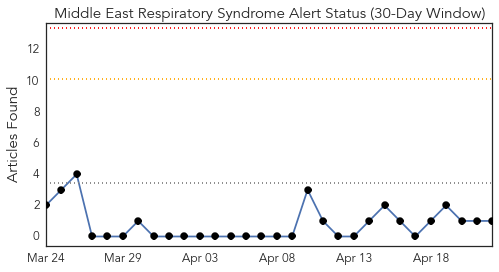 Middle East Respiratory Syndrome Alert Status (30-Day Window)
Articles Found
12
10
8
6
4
2
0
Mar 24 Mar 29 Apr 03 Apr 08 Apr 13 Apr 18